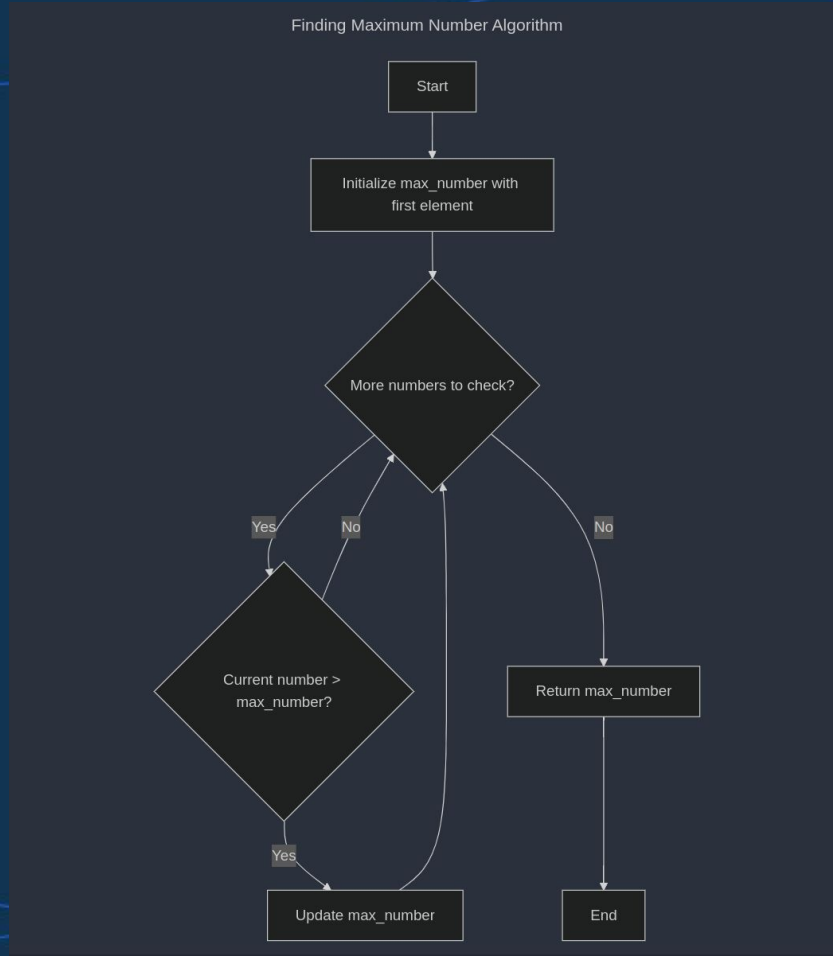 Finding Maximum Number Algorithm
Start
Initialize max_number with
first element
More numbers to check?
Yes
No
No
Current number >
max_number?
Return max_number
Yes
Update max_number
End